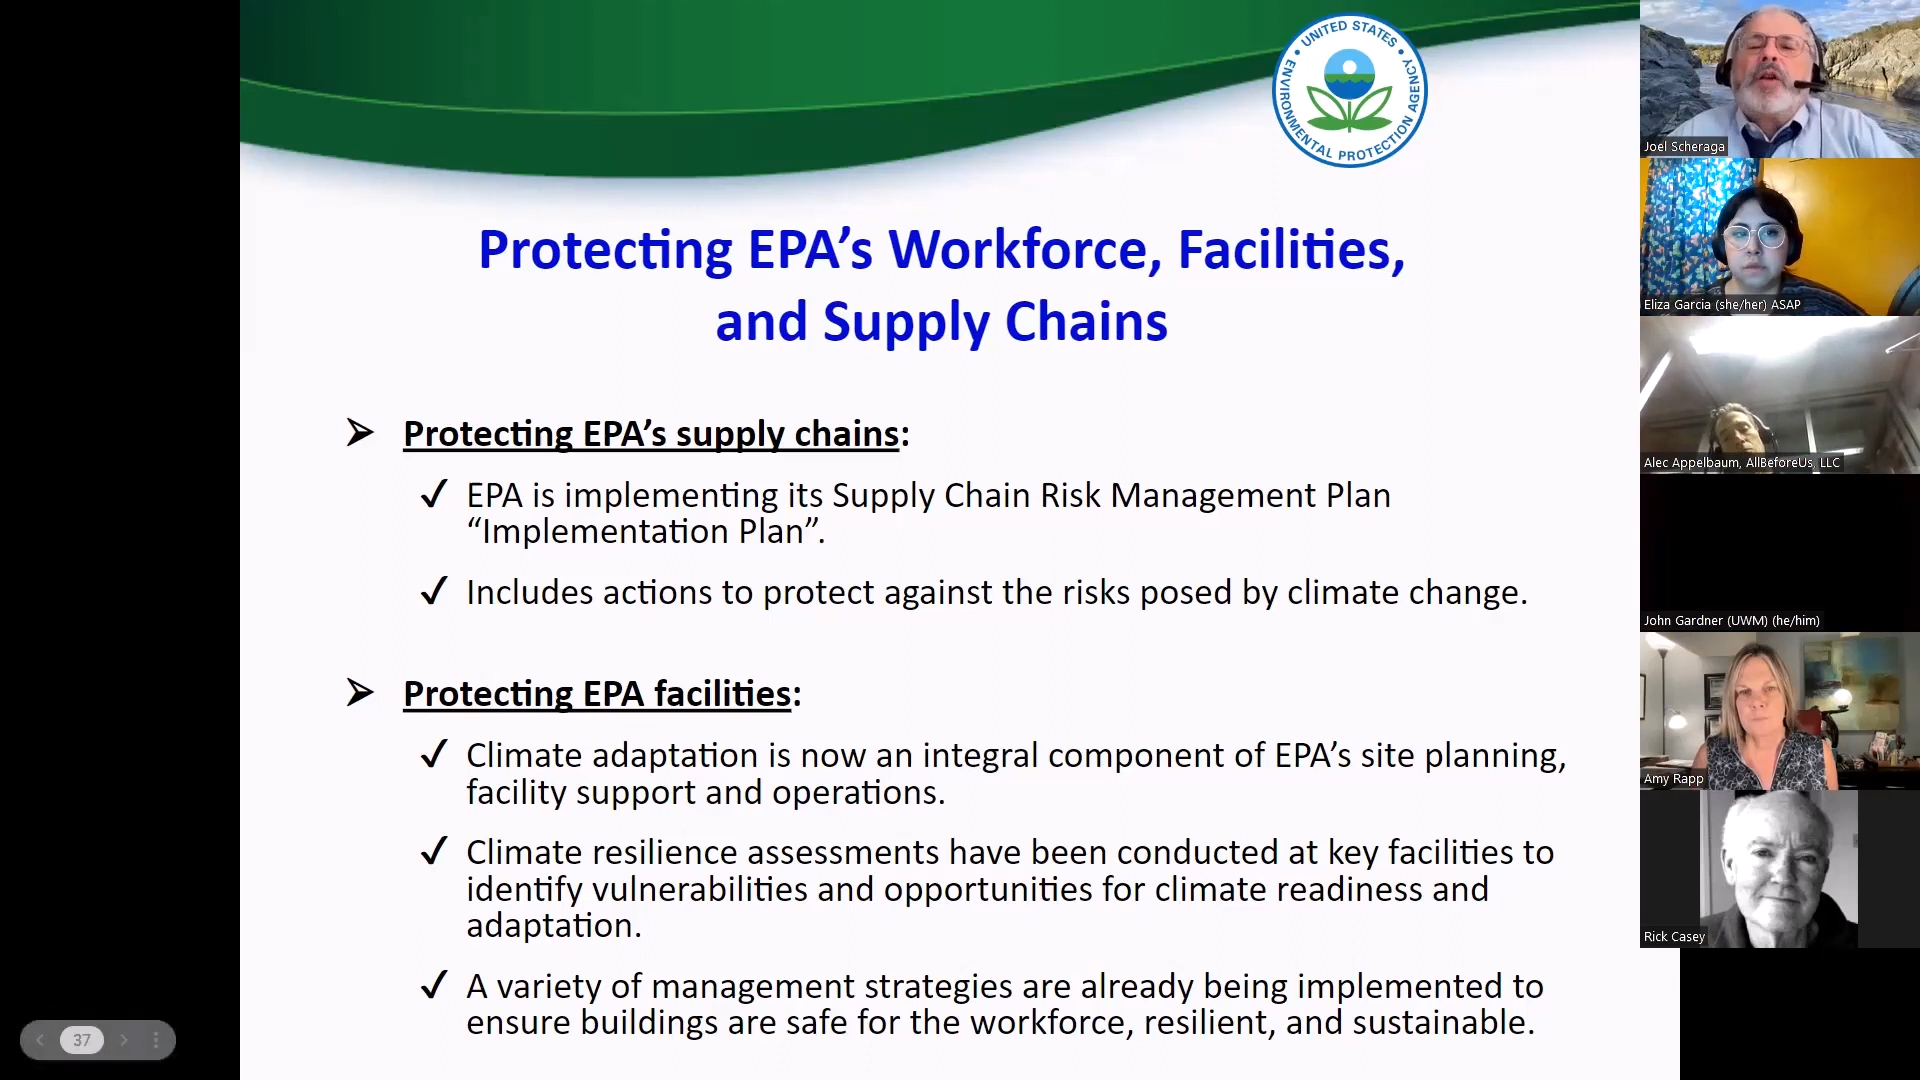 UNITED STATES
ENVIRONMENTAL PROTECTION AGENCY
Protecting EPA’s Workforce, Facilities,
and Supply Chains
➢ Protecting EPA’s supply chains:
✓ EPA is implementing its Supply Chain Risk Management Plan
“Implementation Plan”.
✓ Includes actions to protect against the risks posed by climate change.
➢ Protecting EPA facilities:
✓ Climate adaptation is now an integral component of EPA’s site planning,
facility support and operations.
✓ Climate resilience assessments have been conducted at key facilities to
identify vulnerabilities and opportunities for climate readiness and
adaptation.
✓ A variety of management strategies are already being implemented to
ensure buildings are safe for the workforce, resilient, and sustainable.
37
Joel Scheraga
Eliza Garcia (she/her) ASAP
Alec Appelbaum, AllBeforeUs, LLC
John Gardner (UWM) (he/him)
Amy Rapp
Rick Casey